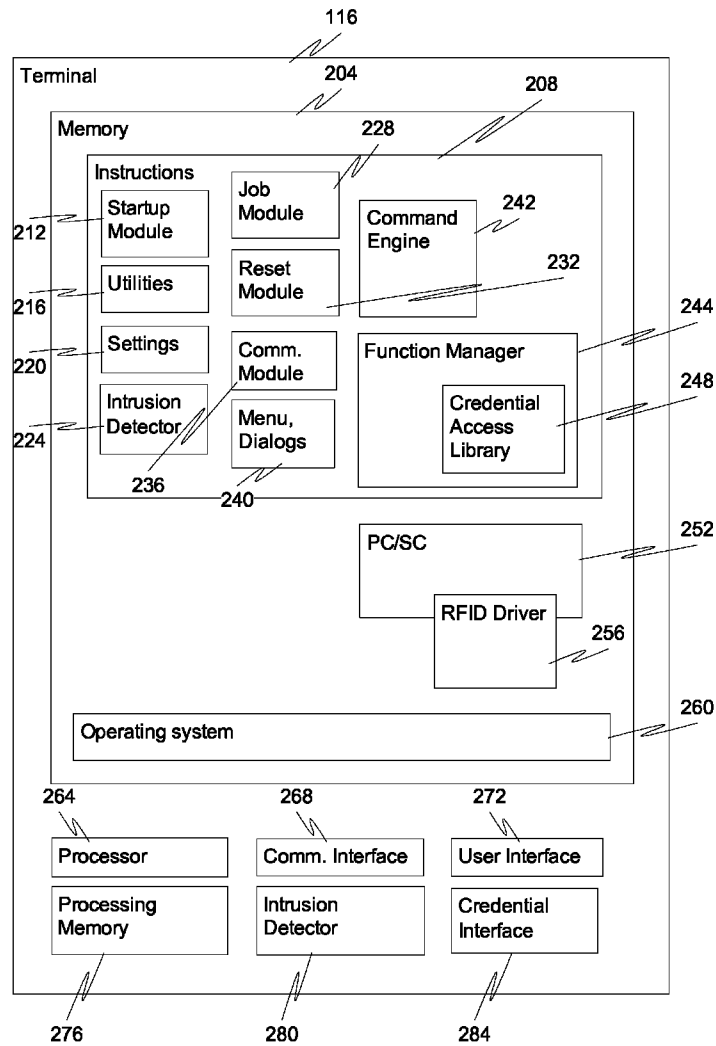 116
Terminal
204
Memory
208
228
Instructions
Job
Module
Startup
Module
212
Command
Engine
242
Reset
Module
232
Utilities
216
244
Settings
220
Comm.
Module
Function Manager
248
Intrusion
Detector
224
Credential
Access
Library
Menu,
Dialogs
236
240
252
PC/SC
RFID Driver
256
260
Operating system
264
268
272
Processor
Comm. Interface
User Interface
Processing
Memory
Intrusion
Detector
Credential
Interface
276
280
284